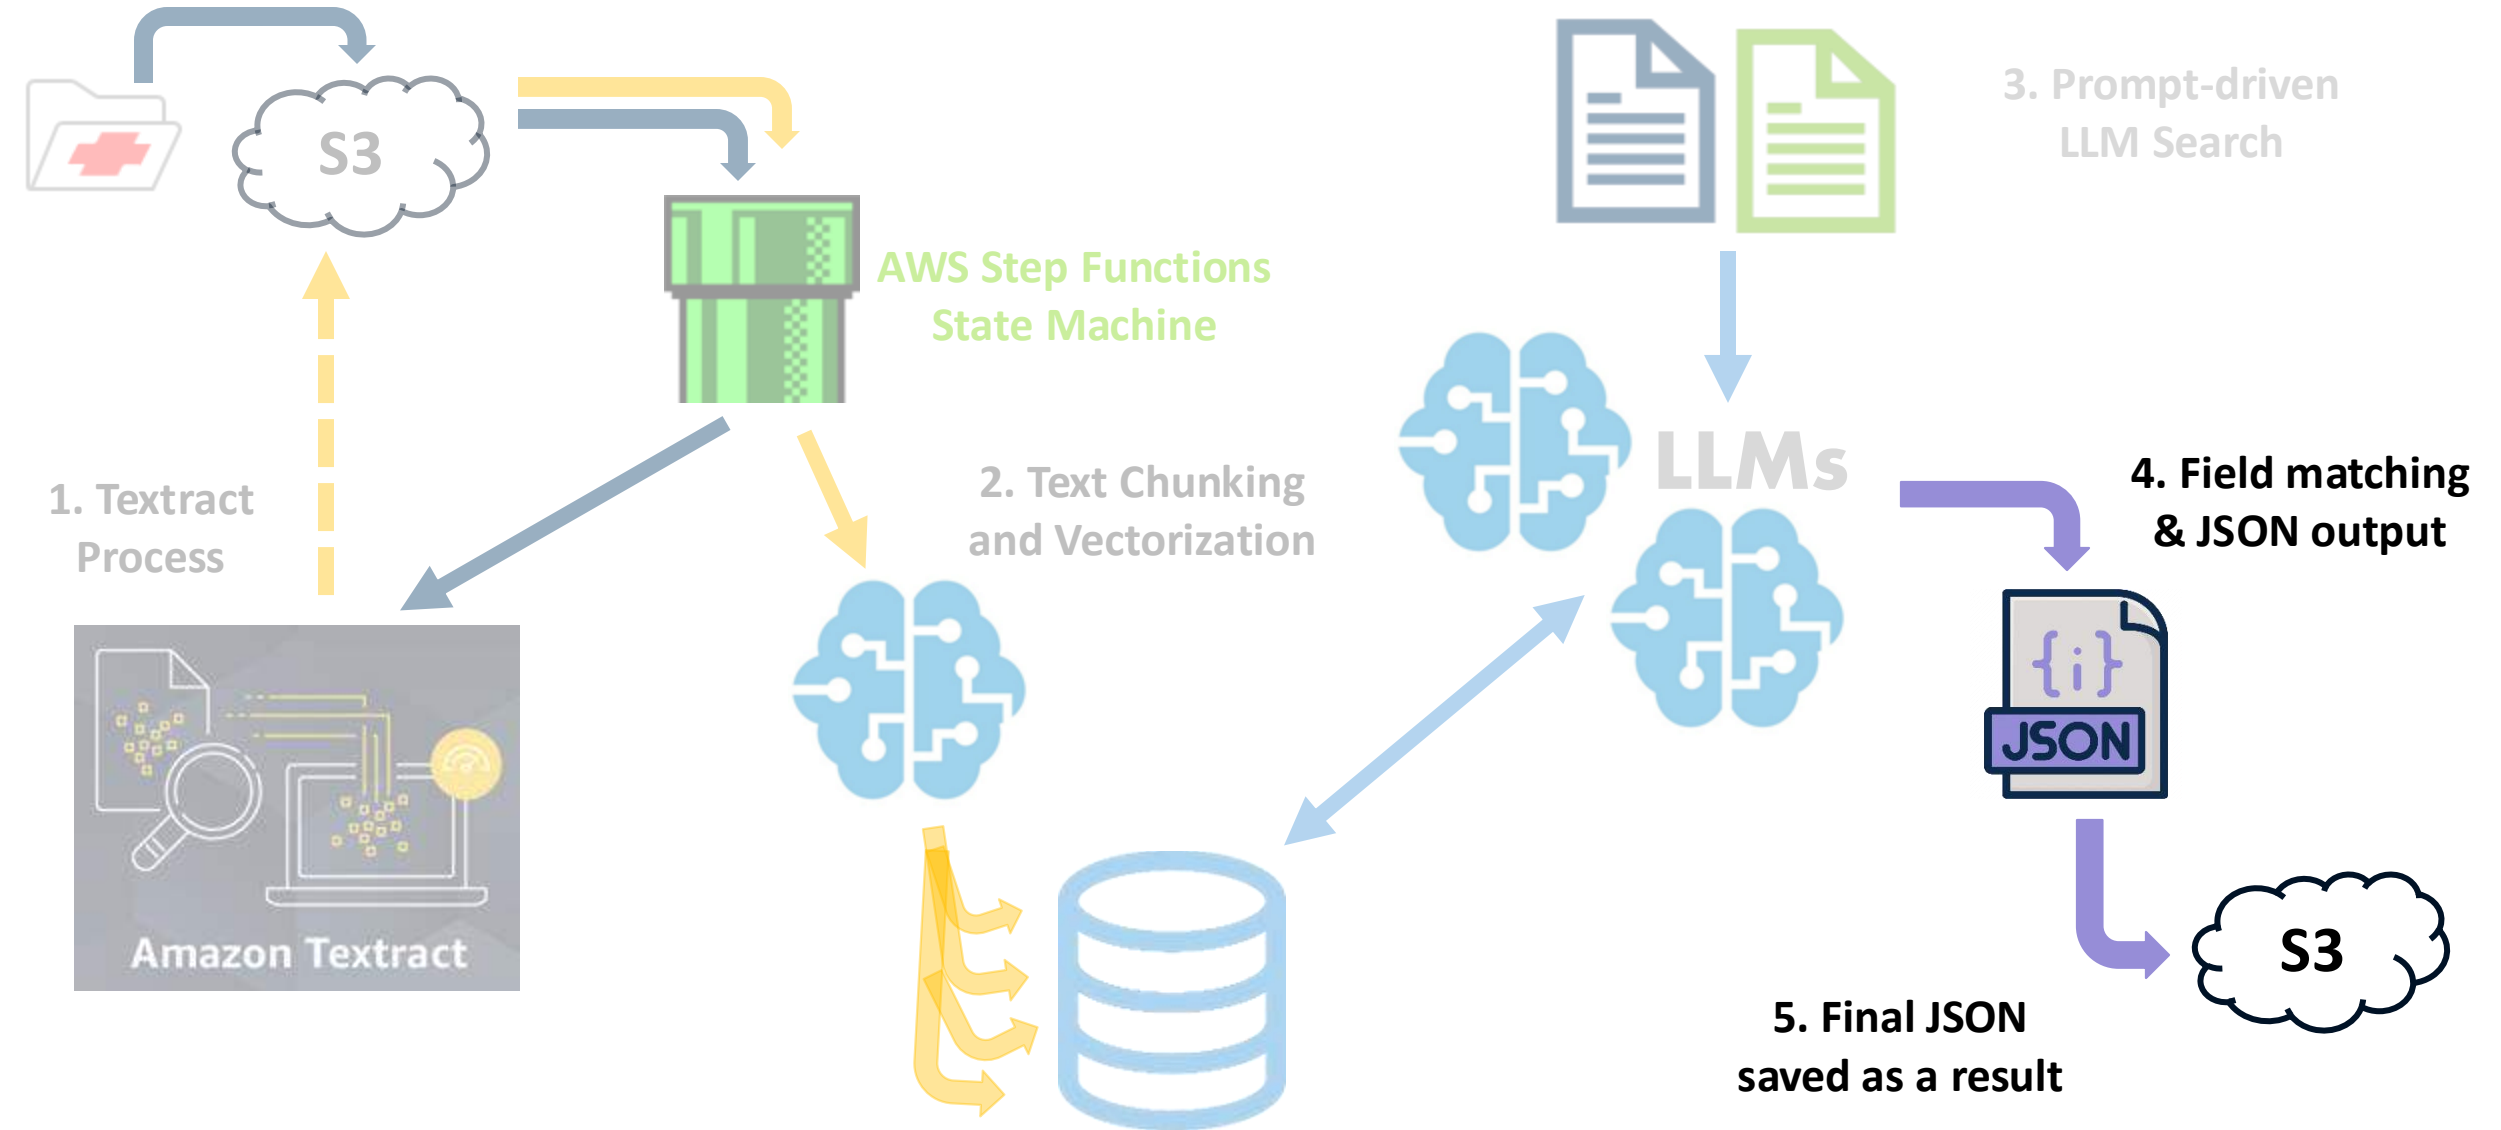 S3
3. Prompt-driven
LLM Search
AWS Step Functions
State Machine
1. Textract
Process
2. Text Chunking
and Vectorization
LLMs
4. Field matching
& JSON output
{i}
JSON
Amazon Textract
S3
5. Final JSON
saved as a result